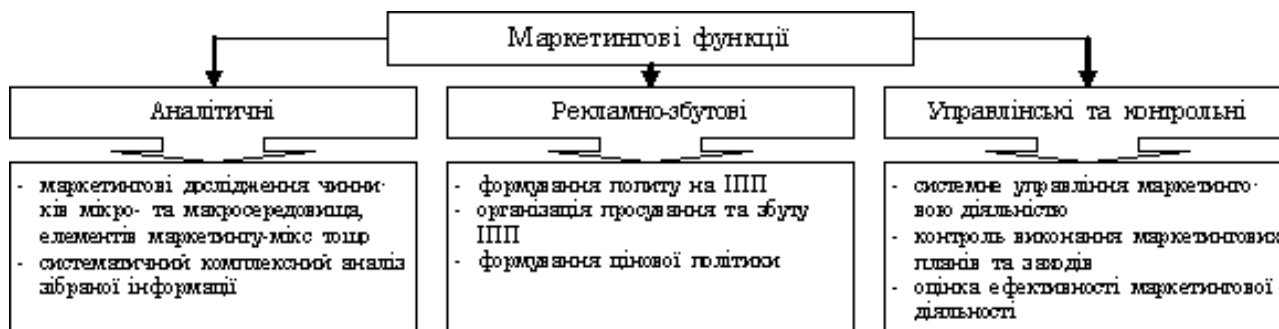 Маркетингові функції
Аналітичні
- маркетингові дослідження чинни-
ків мікро- та макросередовища,
елементів маркетингу-мікс тощо
- систематичний комплексний аналіз
зібраної інформації
Рекламно-збутові
- формування попиту на ІПП
- організація просування та збуту
ІПП
- формування цінової політики
Управлінські та контрольні
- системне управління маркетинго-
вою діяльністю
- контроль виконання маркетингових
планів та заходів
- оцінка ефективності маркетингової
діяльності